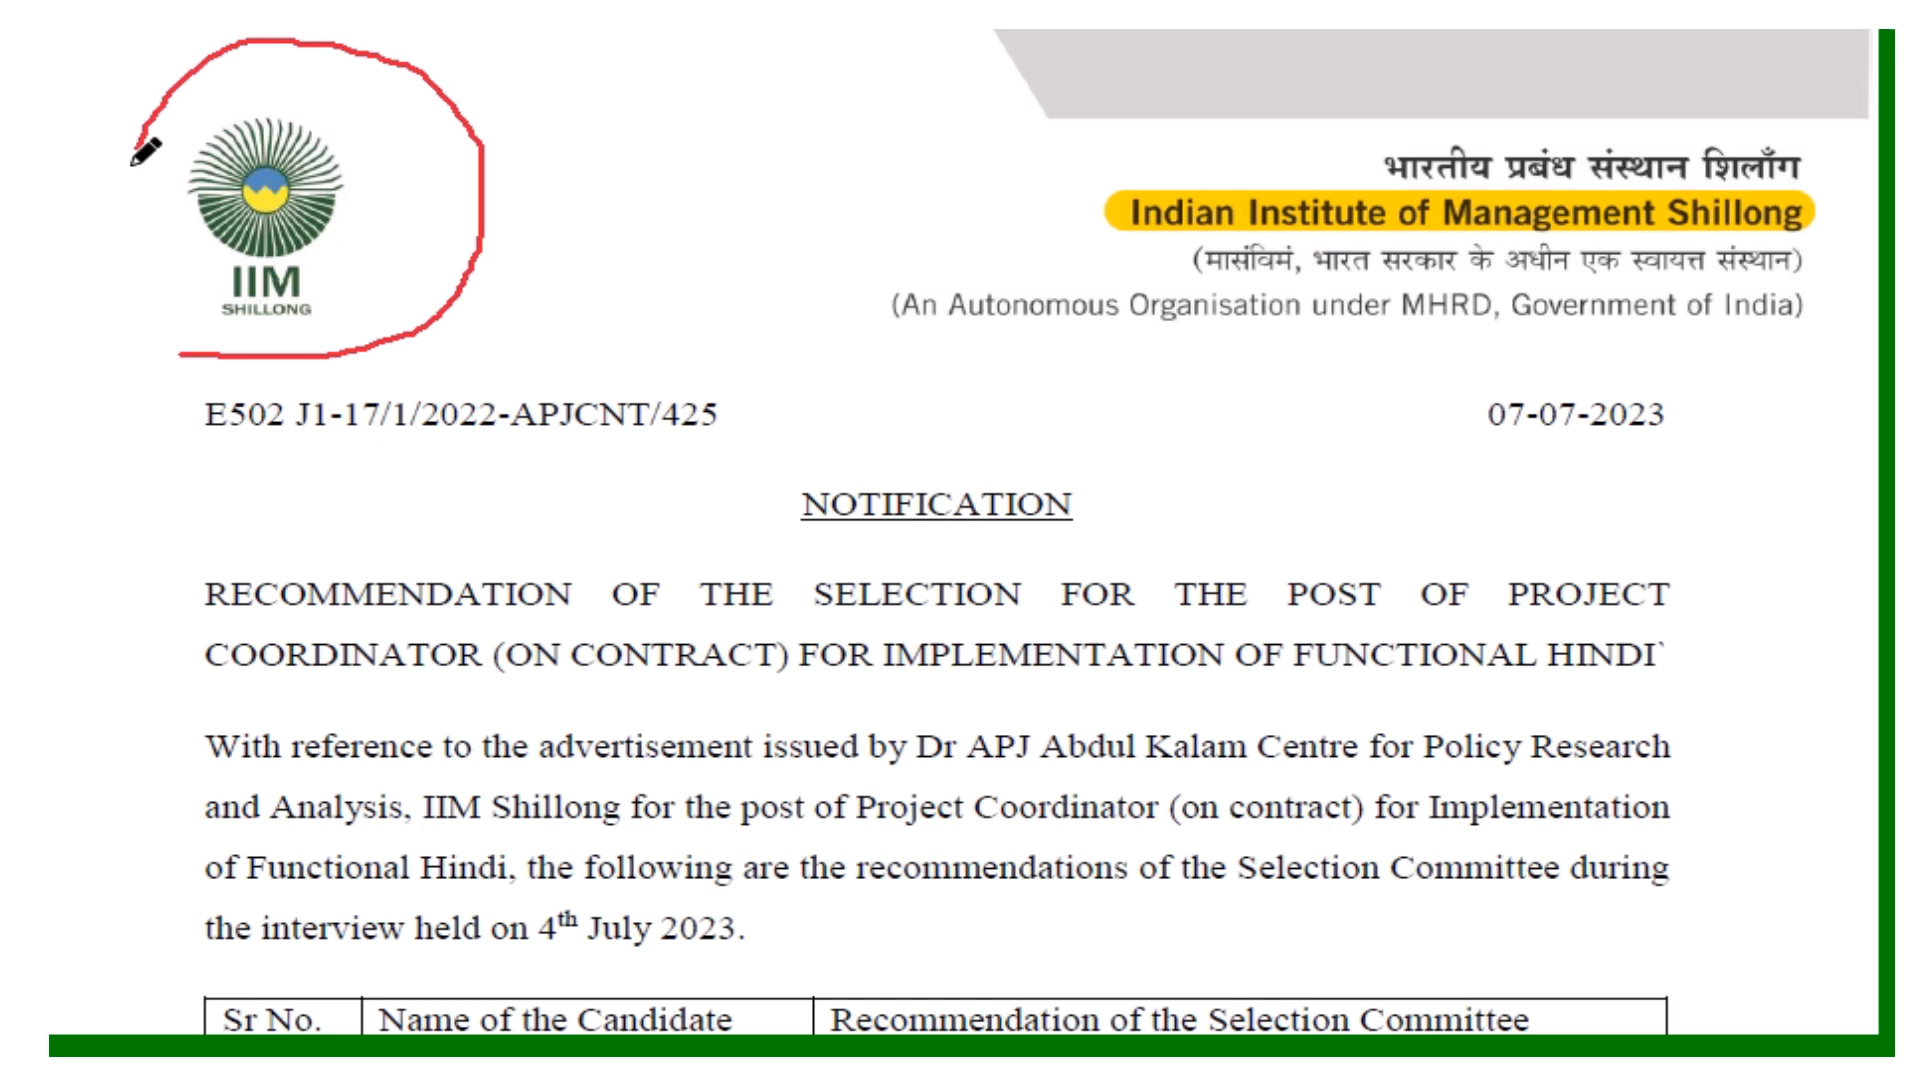 IIM
SHILLONG
भारतीय प्रबंध संस्थान शिलाँग
Indian Institute of Management Shillong
(मासंविमं, भारत सरकार के अधीन एक स्वायत्त संस्थान)
(An Autonomous Organisation under MHRD, Government of India)
E502 J1-17/1/2022-APJCNT/425 07-07-2023
NOTIFICATION
RECOMMENDATION OF THE SELECTION FOR THE POST OF PROJECT
COORDINATOR (ON CONTRACT) FOR IMPLEMENTATION OF FUNCTIONAL HINDI`
With reference to the advertisement issued by Dr APJ Abdul Kalam Centre for Policy Research
and Analysis, IIM Shillong for the post of Project Coordinator (on contract) for Implementation
of Functional Hindi, the following are the recommendations of the Selection Committee during
the interview held on 4th July 2023.
Sr No. Name of the Candidate Recommendation of the Selection Committee